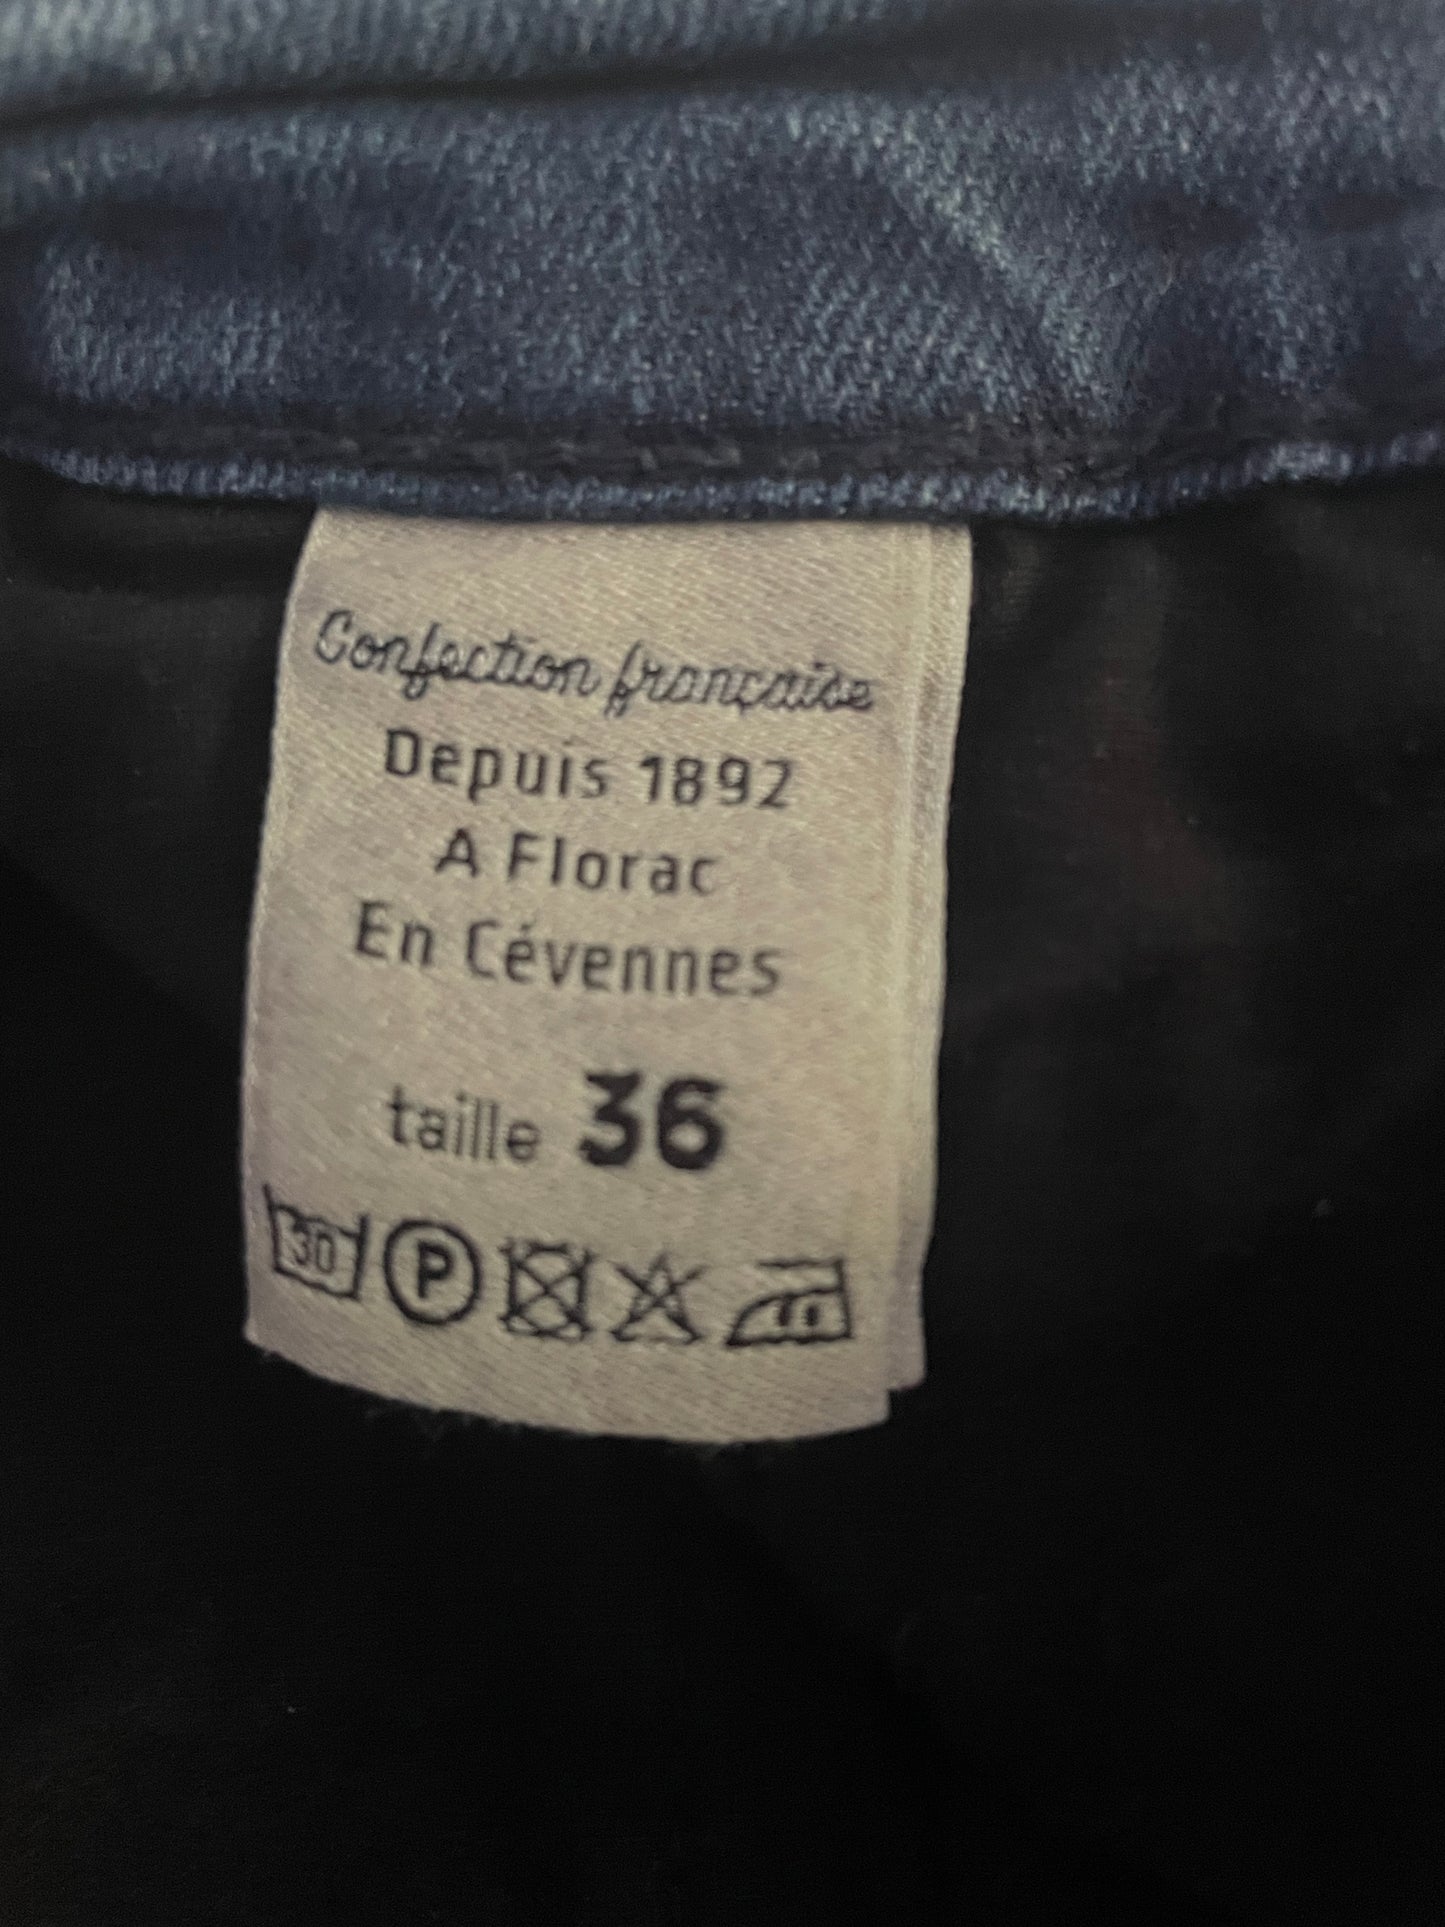 Confection française
Depuis 1892
A Florac
En Cévennes
taille 36
30 P